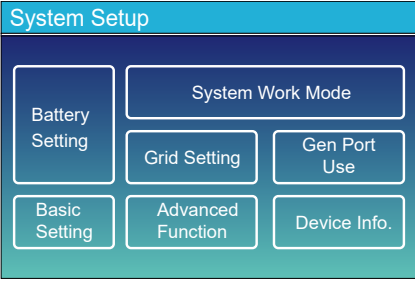 System Setup
System Work Mode
Battery
Setting
Grid Setting
Gen Port
Use
Basic
Setting
Advanced
Function
Device Info.